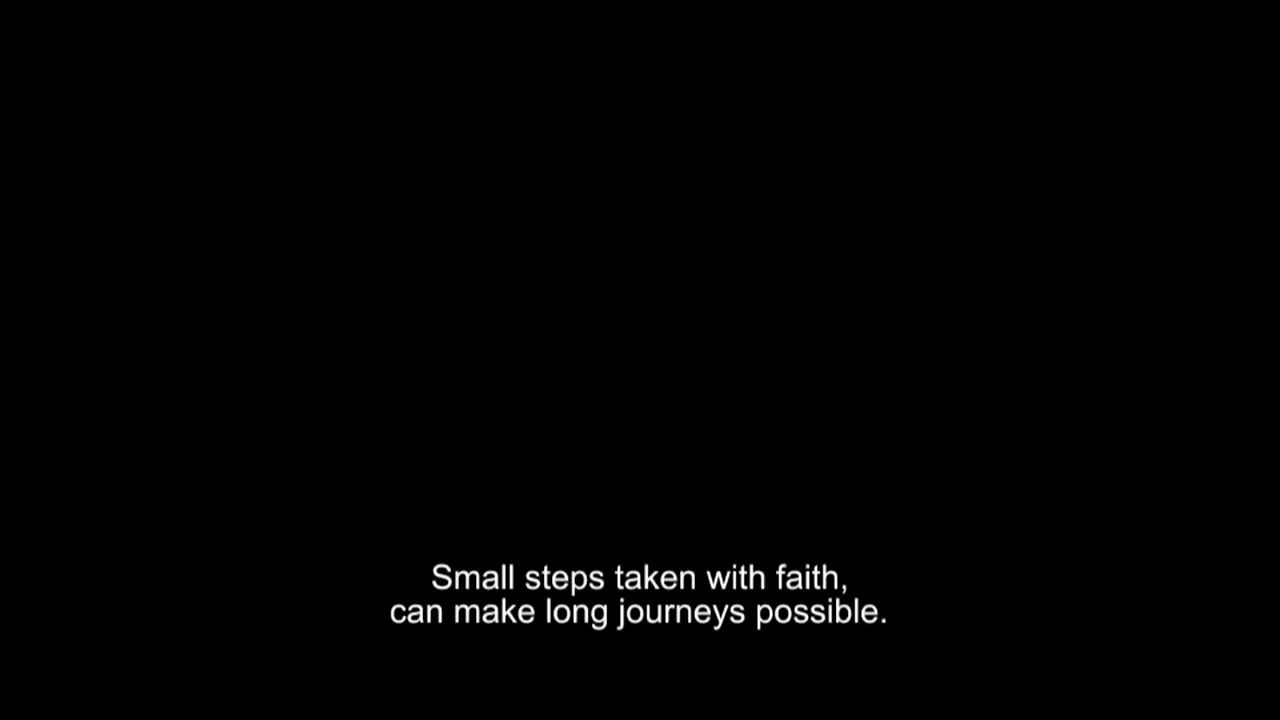 Small steps taken with faith,
can make long journeys possible.